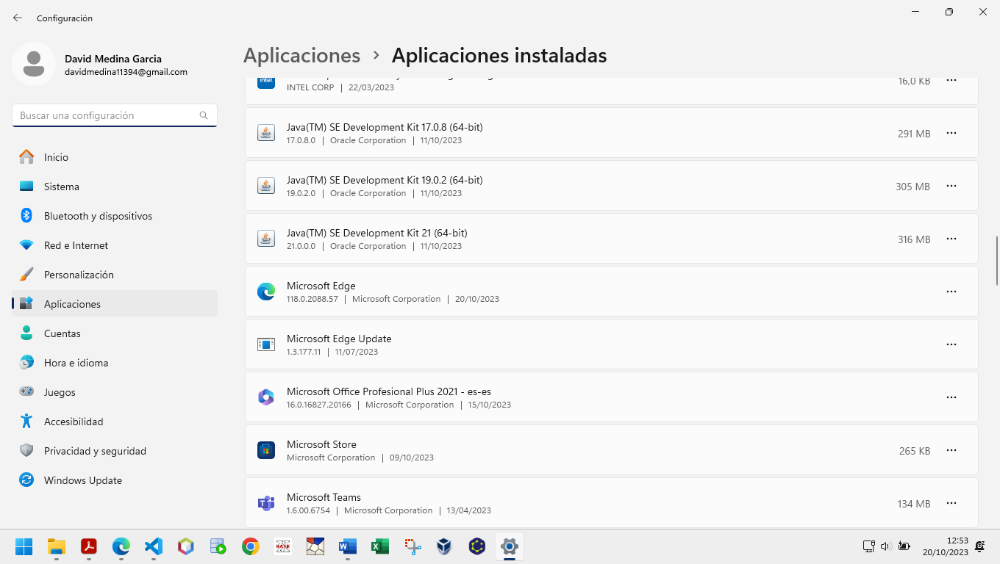 Configuración
David Medina Garcia
davidmedina11394@gmail.com
Buscar una configuración
Inicio
Sistema
Bluetooth y dispositivos
Red e Internet
Personalización
Aplicaciones
Cuentas
Hora e idioma
Juegos
Accesibilidad
Privacidad y seguridad
Windows Update
Aplicaciones > Aplicaciones instaladas
intel
INTEL CORP | 22/03/2023
16,0 KB
Java(TM) SE Development Kit 17.0.8 (64-bit)
17.0.8.0 | Oracle Corporation | 11/10/2023
291 MB
Java(TM) SE Development Kit 19.0.2 (64-bit)
19.0.2.0 | Oracle Corporation | 11/10/2023
305 MB
Java(TM) SE Development Kit 21 (64-bit)
21.0.0.0 | Oracle Corporation | 11/10/2023
316 MB
Microsoft Edge
118.0.2088.57 | Microsoft Corporation | 20/10/2023
Microsoft Edge Update
1.3.177.11 | 11/07/2023
Microsoft Office Profesional Plus 2021 - es-es
16.0.16827.20166 | Microsoft Corporation | 15/10/2023
Microsoft Store
Microsoft Corporation | 09/10/2023
265 KB
Microsoft Teams
1.6.00.6754 | Microsoft Corporation | 13/04/2023
134 MB
BASE
12:53
20/10/2023